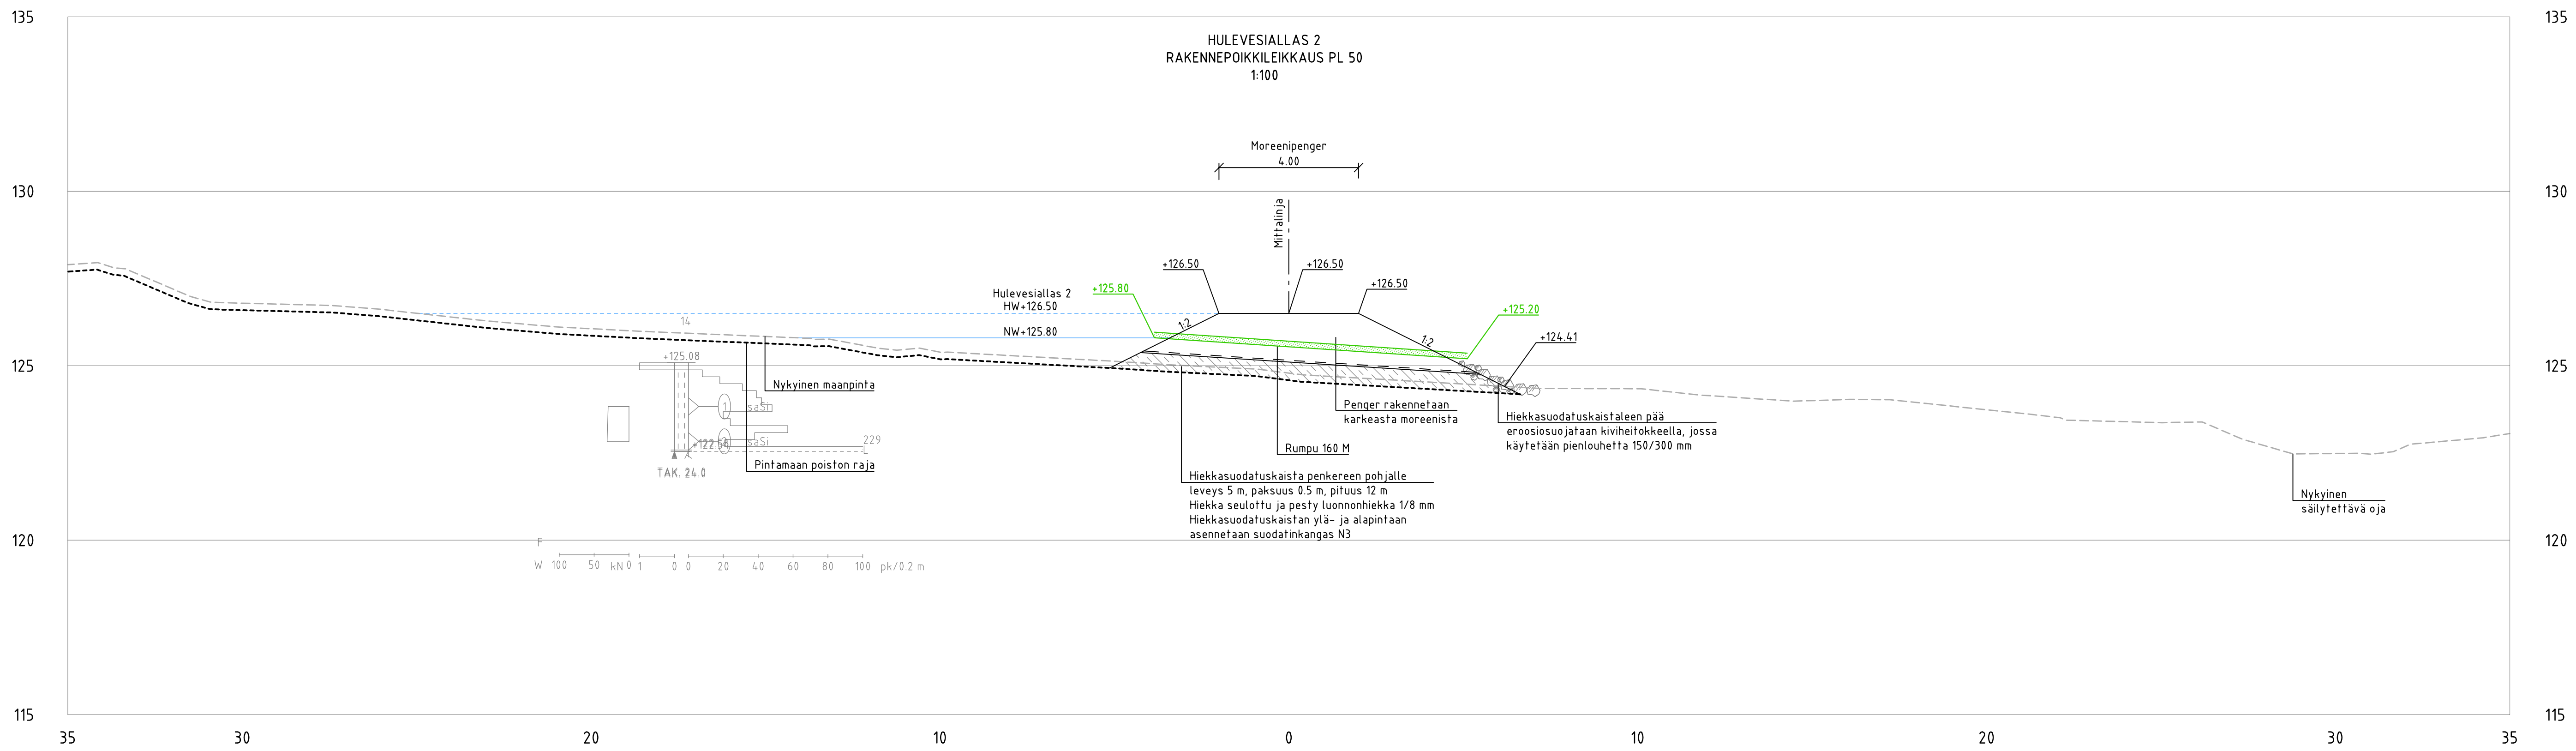 HULEVESIALLAS 2
RAKENNEPOIKKILEIKKAUS PL 50
1:100
135
135
130
130
125
125
120
120
115
115
Moreenipenger
4.00
Mittalinja
+126.50
+126.50
+126.50
+125.80
+125.20
+124.41
Hulevesiallas 2
HW+126.50
NW+125.80
1:2
1:2
14
+125.08
Nykyinen maanpinta
1
saSi
saSi
229
L
TAK. 24.0
Pintamaan poiston raja
Penger rakennetaan
karkeasta moreenista
Rumpu 160 M
Hiekkasuodatuskaistaleen pää
eroosiosuojataan kiviheitokkeella, jossa
käytetään pienlouhetta 150/300 mm
Hiekkasuodatuskaista penkereen pohjalle
leveys 5 m, paksuus 0.5 m, pituus 12 m
Hiekka seulottu ja pesty luonnonhiekka 1/8 mm
Hiekkasuodatuskaistan ylä- ja alapintaan
asennetaan suodatinkangas N3
Nykyinen
säilytettävä oja
F
W 100 50 kN 0 1 0 0 20 40 60 80 100 pk/0.2 m
35 30 20 10 0 10 20 30 35